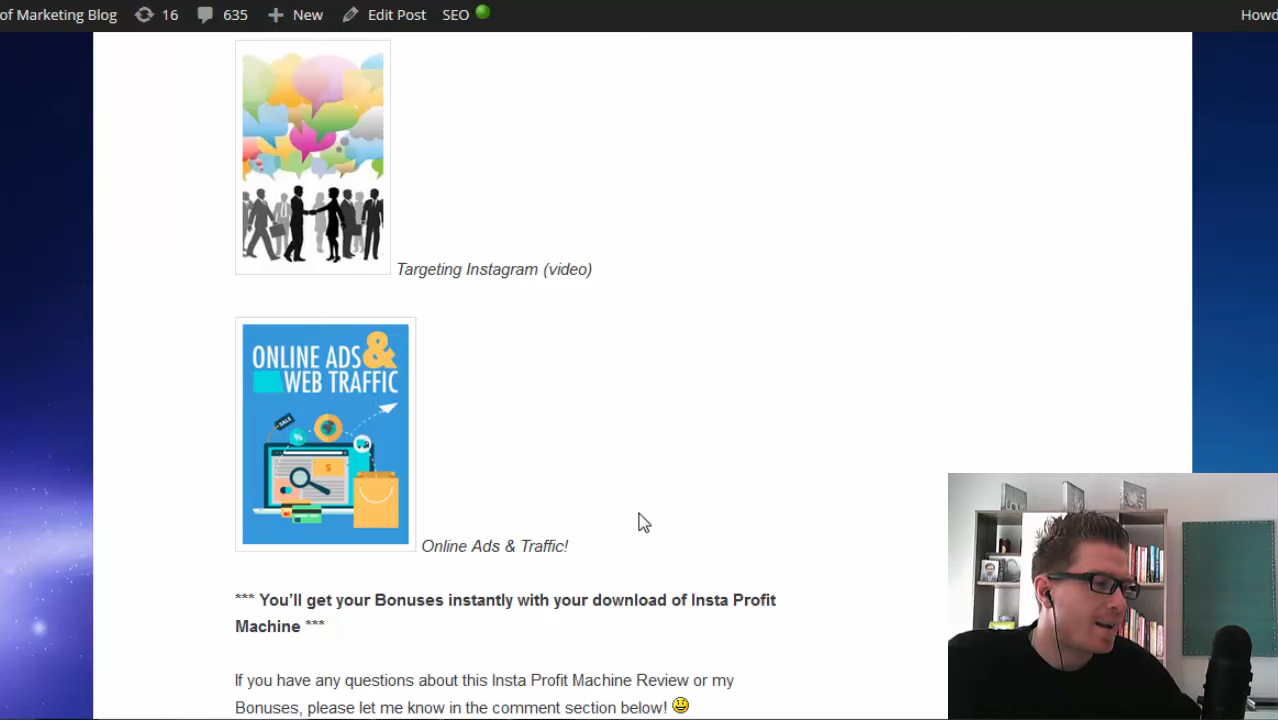 of Marketing Blog 16 635 New Edit Post SEO Howd
Targeting Instagram (video)
ONLINE ADS &
WEB TRAFFIC
SALE
%
$
Online Ads & Traffic!
*** You’ll get your Bonuses instantly with your download of Insta Profit
Machine ***
If you have any questions about this Insta Profit Machine Review or my
Bonuses, please let me know in the comment section below!